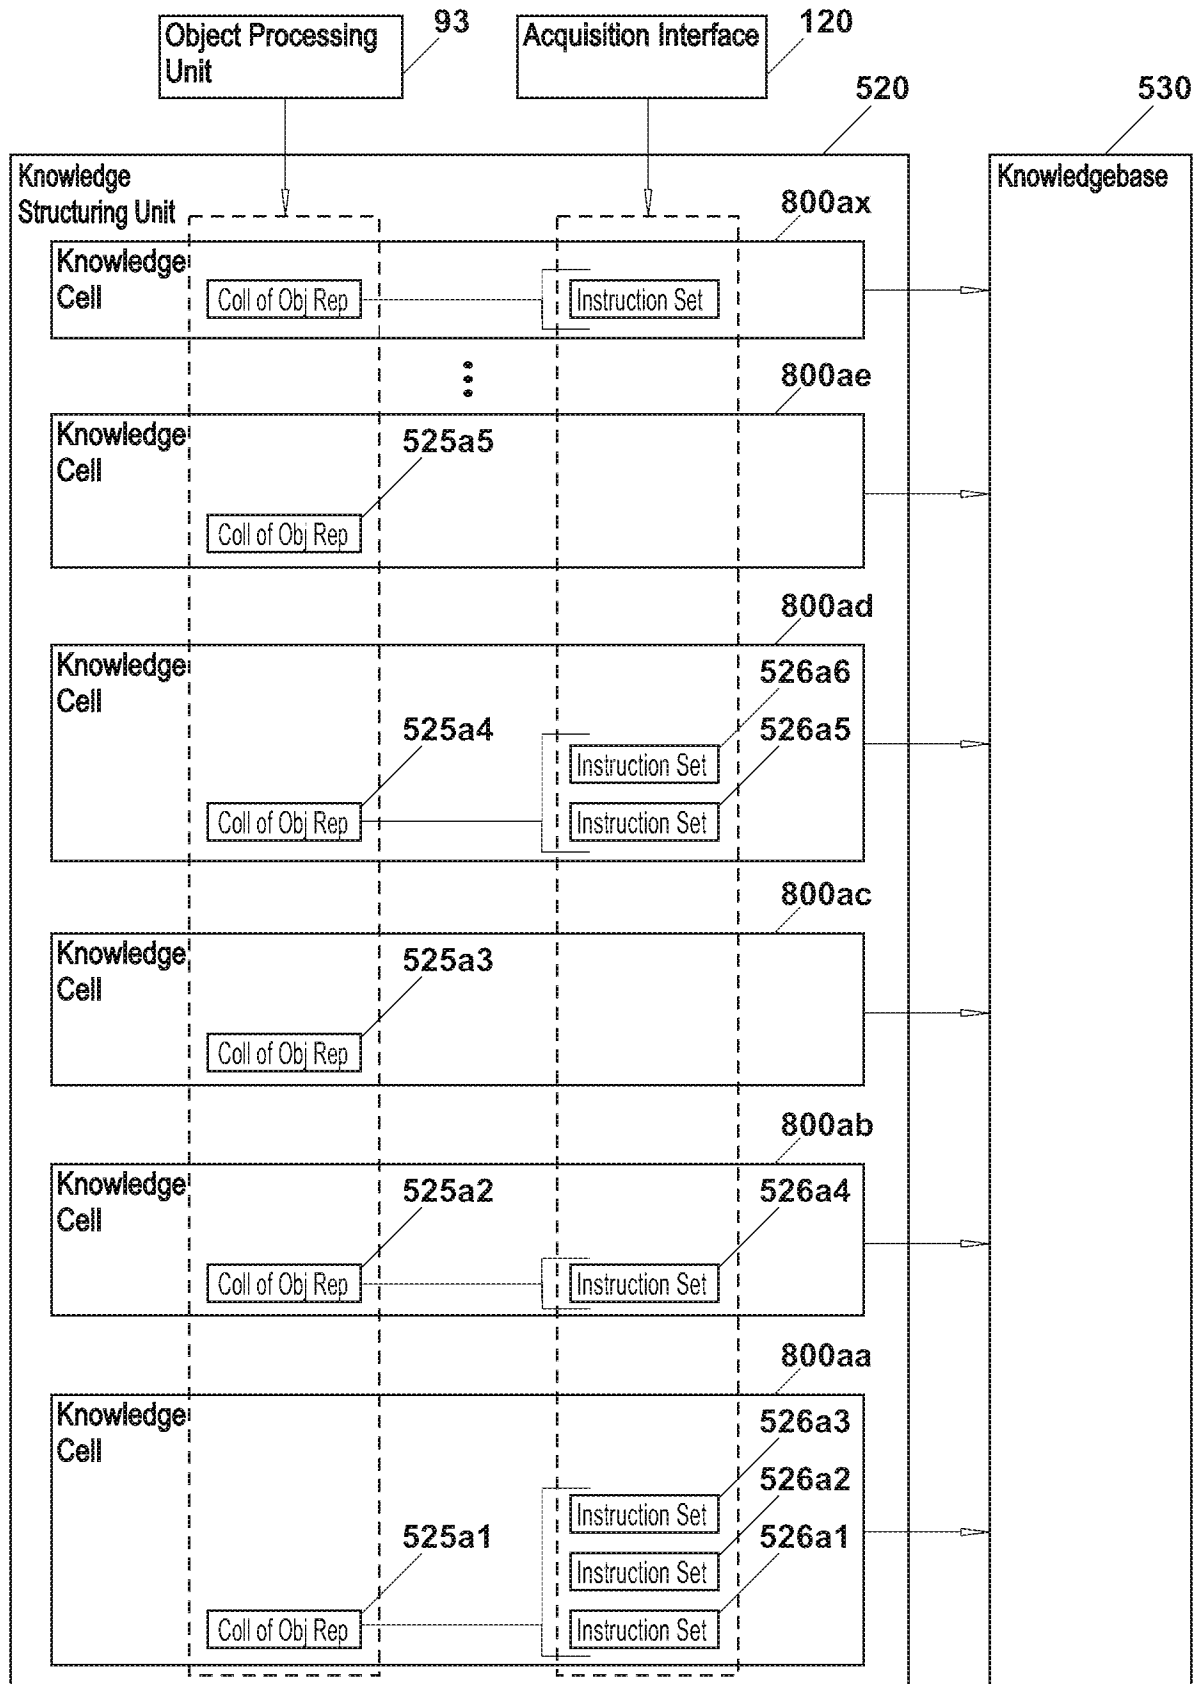 Object Processing
Unit
93
Acquisition Interface
120
520
530
Knowledge
Structuring Unit
Knowledgebase
800ax
Knowledge
Cell
Coll of Obj Rep
Instruction Set
800ae
Knowledge
Cell
525a5
Coll of Obj Rep
800ad
Knowledge
Cell
526a6
525a4
526a5
Instruction Set
Coll of Obj Rep
Instruction Set
800ac
Knowledge
Cell
525a3
Coll of Obj Rep
800ab
Knowledge
Cell
525a2
526a4
Coll of Obj Rep
Instruction Set
800aa
Knowledge
Cell
526a3
526a2
Instruction Set
525a1
526a1
Instruction Set
Coll of Obj Rep
Instruction Set